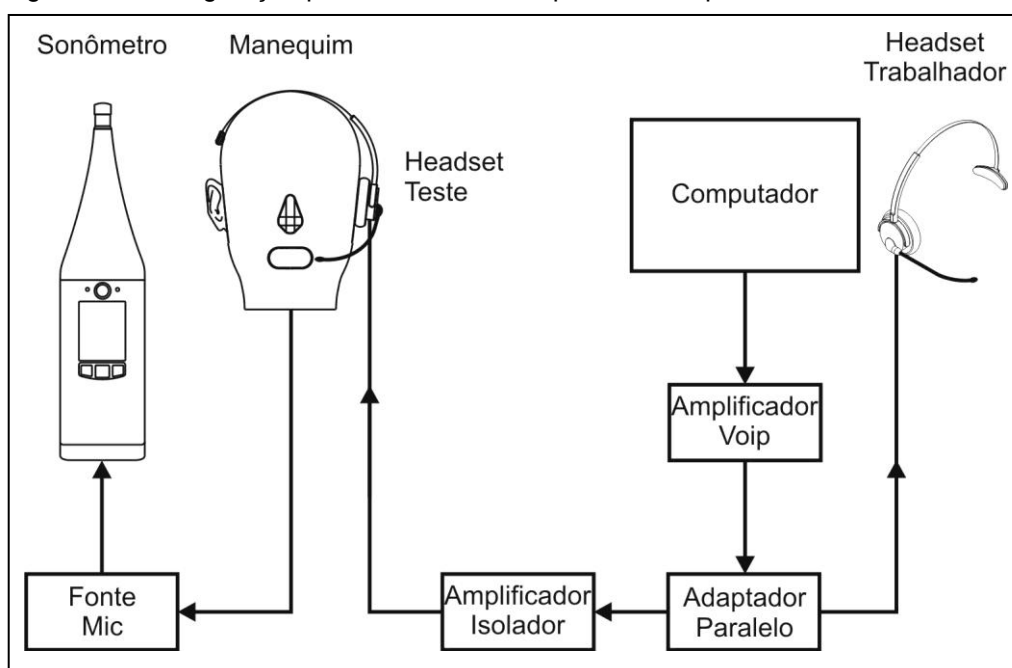 Sonômetro
Manequim
Headset
Trabalhador
Headset
Teste
Computador
Amplificador
Voip
Fonte
Mic
Amplificador
Isolador
Adaptador
Paralelo